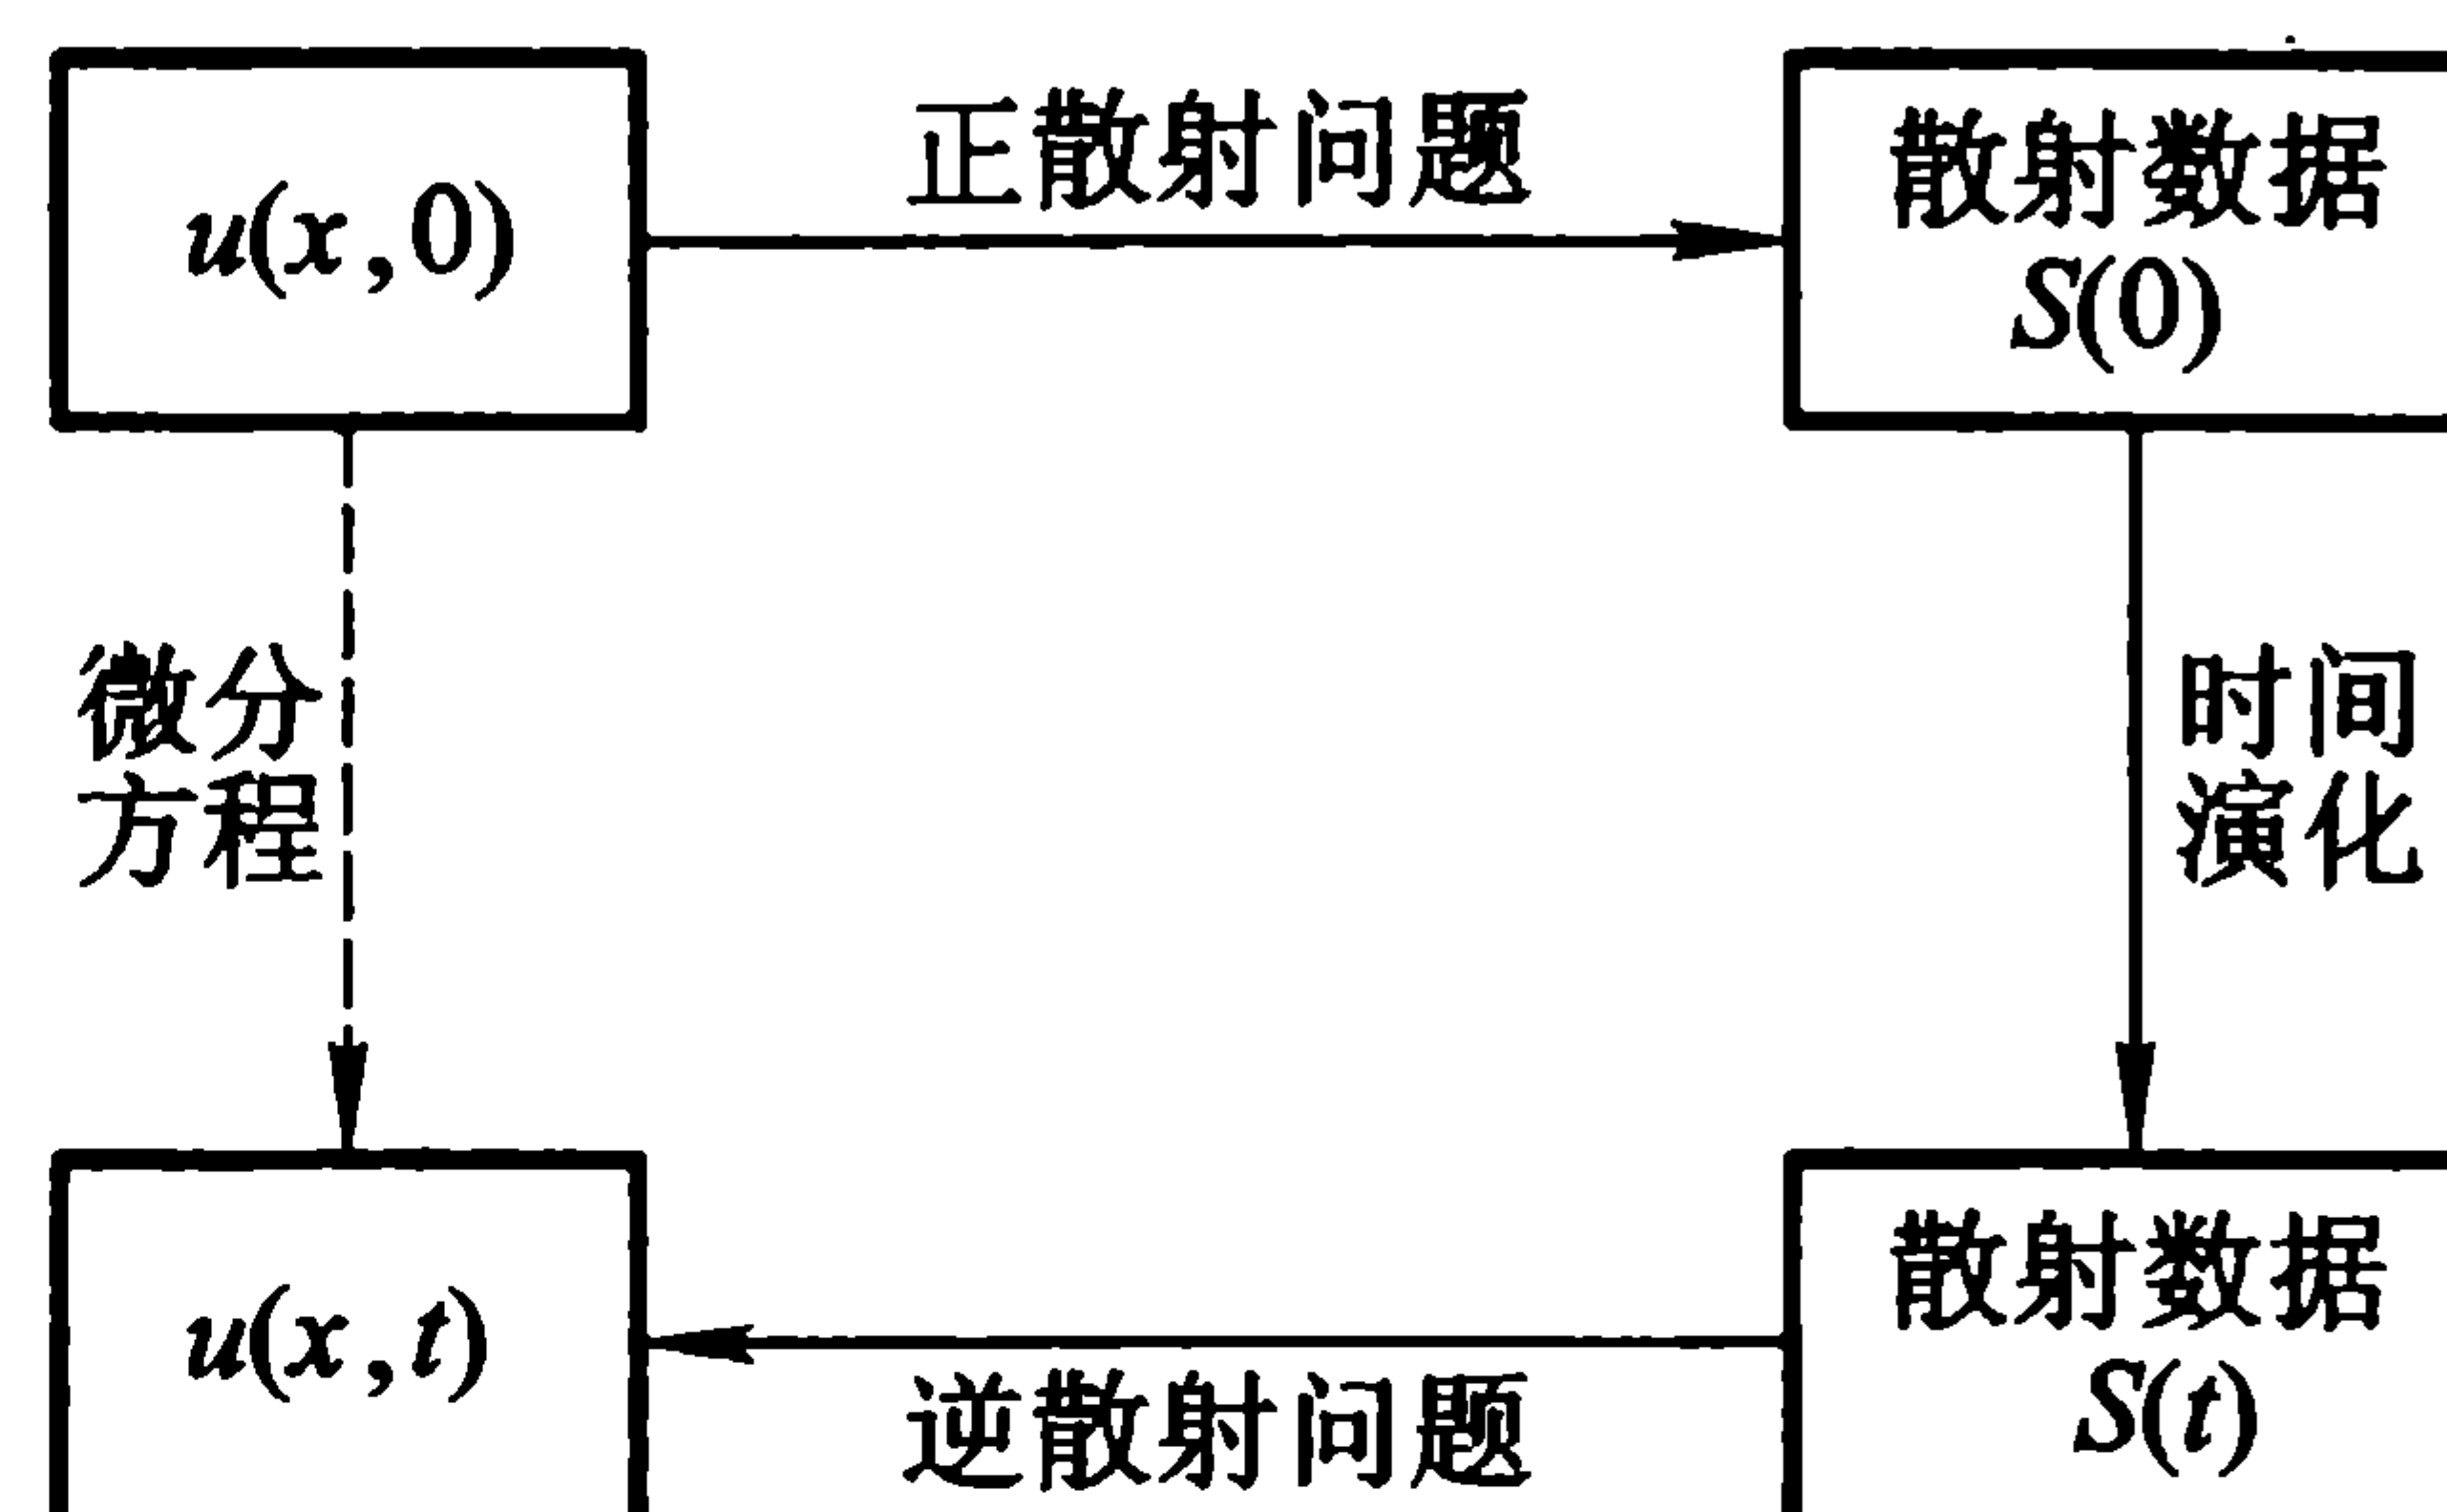 u(x,0)
正散射问题
散射数据
S(0)
微分
方程
时间
演化
u(x,t)
逆散射问题
散射数据
S(t)